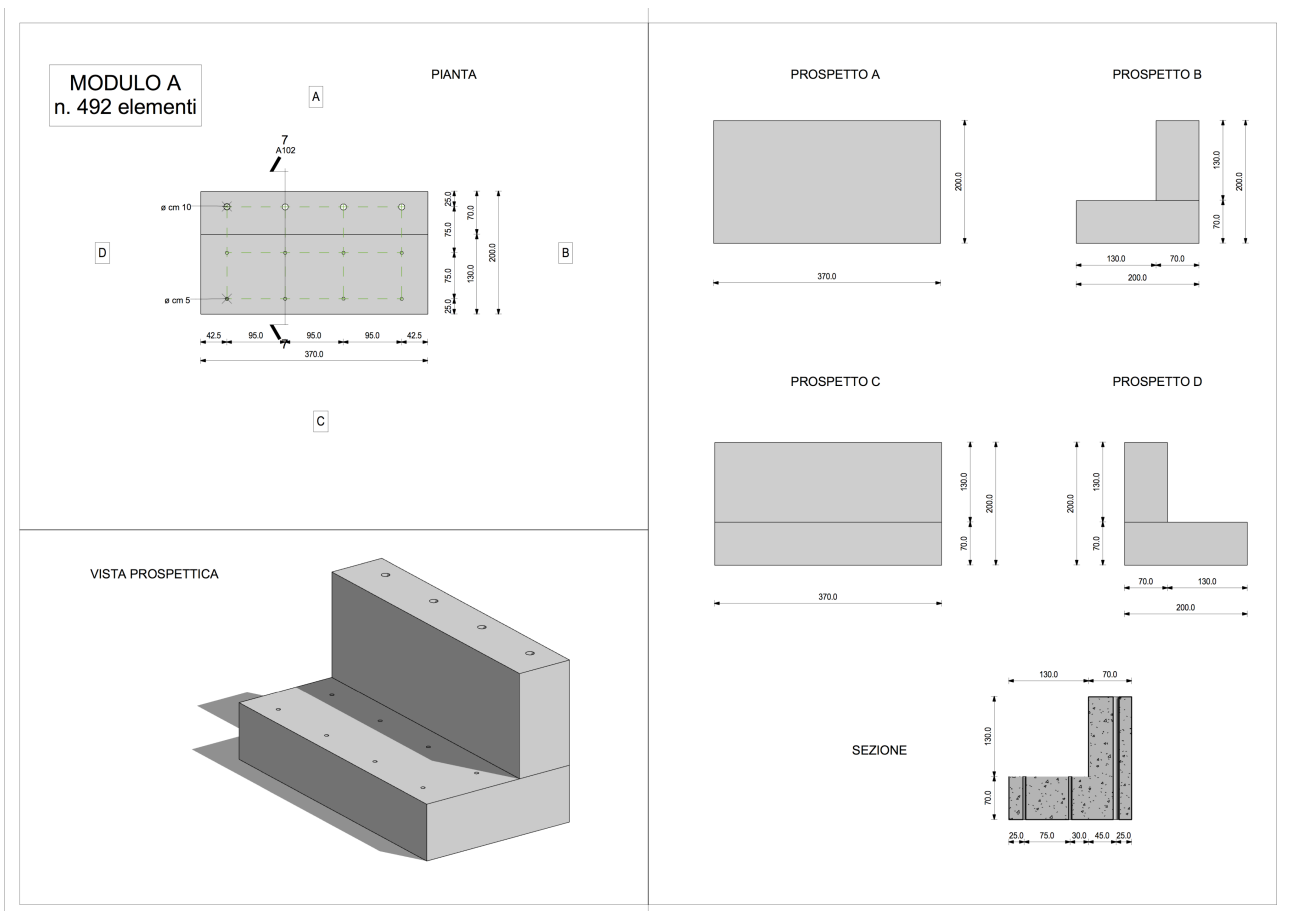 MODULO A
n. 492 elementi
PIANTA
A
7
A102
ø cm 10
ø cm 5
D
B
25.0
75.0
75.0
25.0
70.0
130.0
200.0
42.5
95.0
95.0
95.0
42.5
7
370.0
C
VISTA PROSPETTICA
PROSPETTO A
200.0
370.0
PROSPETTO B
130.0
70.0
200.0
130.0
70.0
200.0
PROSPETTO C
130.0
70.0
200.0
370.0
PROSPETTO D
200.0
130.0
70.0
70.0
130.0
200.0
SEZIONE
130.0
70.0
130.0
70.0
25.0
75.0
30.0
45.0
25.0